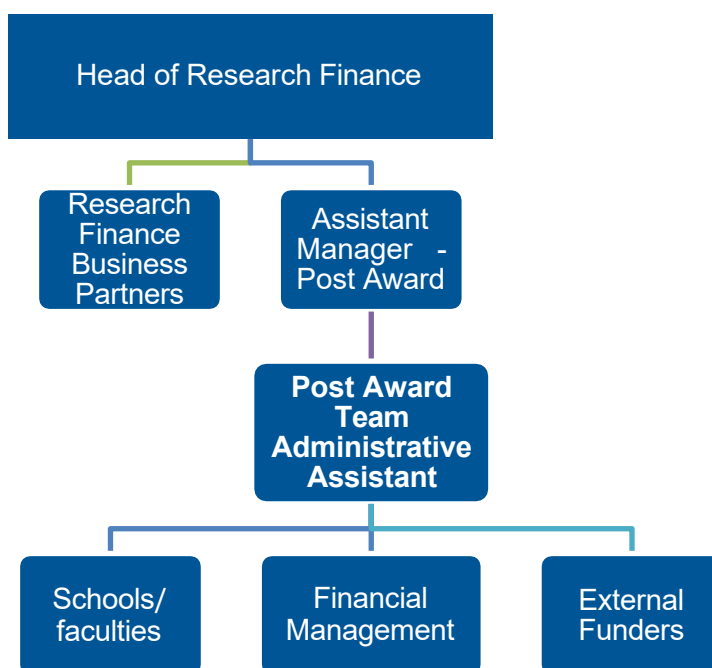 Head of Research Finance
Research
Finance
Business
Partners
Assistant
Manager -
Post Award
Post Award
Team
Administrative
Assistant
Schools/
faculties
Financial
Management
External
Funders